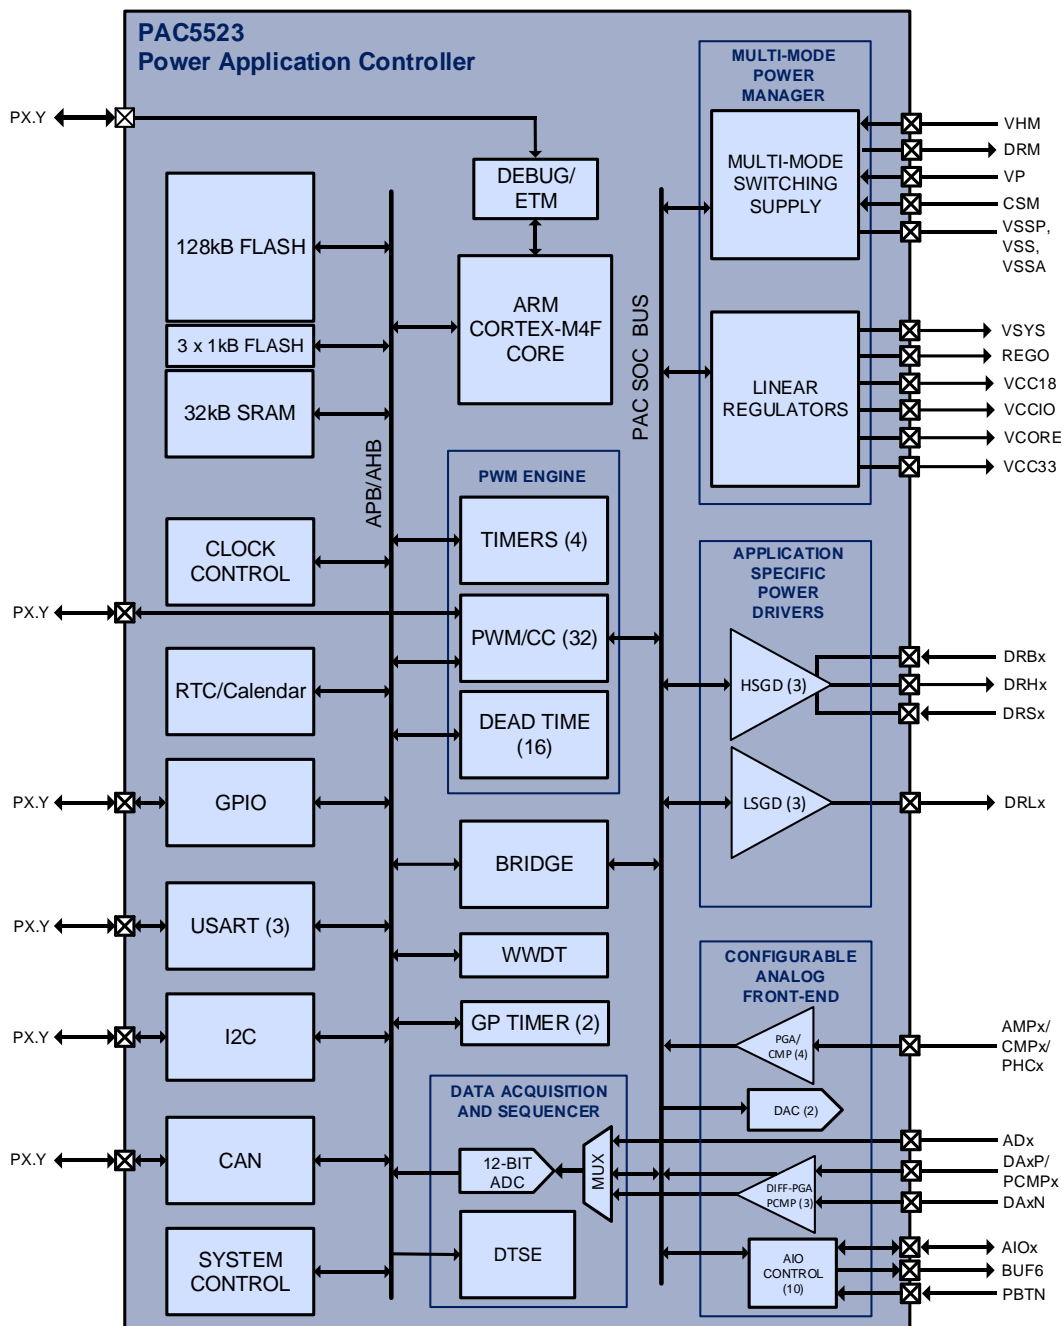 PAC5523
Power Application Controller
PX.Y
DEBUG/
ETM
128kB FLASH
3 x 1kB FLASH
32kB SRAM
ARM
CORTEX-M4F
CORE
APB/AHB
PAC SOC BUS
CLOCK
CONTROL
PX.Y
RTC/Calendar
PX.Y
GPIO
PX.Y
USART (3)
PX.Y
I2C
PX.Y
CAN
SYSTEM
CONTROL
PWM ENGINE
TIMERS (4)
PWM/CC (32)
DEAD TIME
(16)
BRIDGE
WWDT
GP TIMER (2)
DATA ACQUISITION
AND SEQUENCER
12-BIT
ADC
MUX
DTSE
MULTI-MODE
POWER
MANAGER
MULTI-MODE
SWITCHING
SUPPLY
VHM
DRM
VP
CSM
VSSP,
VSS,
VSSA
LINEAR
REGULATORS
VSYS
REGO
VCC18
VCCIO
VCORE
VCC33
APPLICATION
SPECIFIC
POWER
DRIVERS
HSGD (3)
DRBx
DRHx
DRSx
LSGD (3)
DRLx
CONFIGURABLE
ANALOG
FRONT-END
PGA/
CMP (4)
AMPx/
CMPx/
PHCx
DAC (2)
ADx
DIFF-PGA
PCMP (3)
DAxP/
PCMPx
DAxN
AIO
CONTROL
(10)
AIOx
BUF6
PBTN